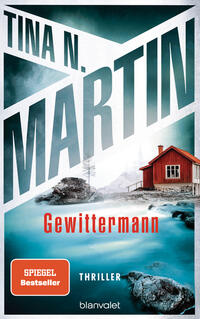 TINA N.
MARTIN
Gewittermann
SPIEGEL
Bestseller
THRILLER
blanvalet